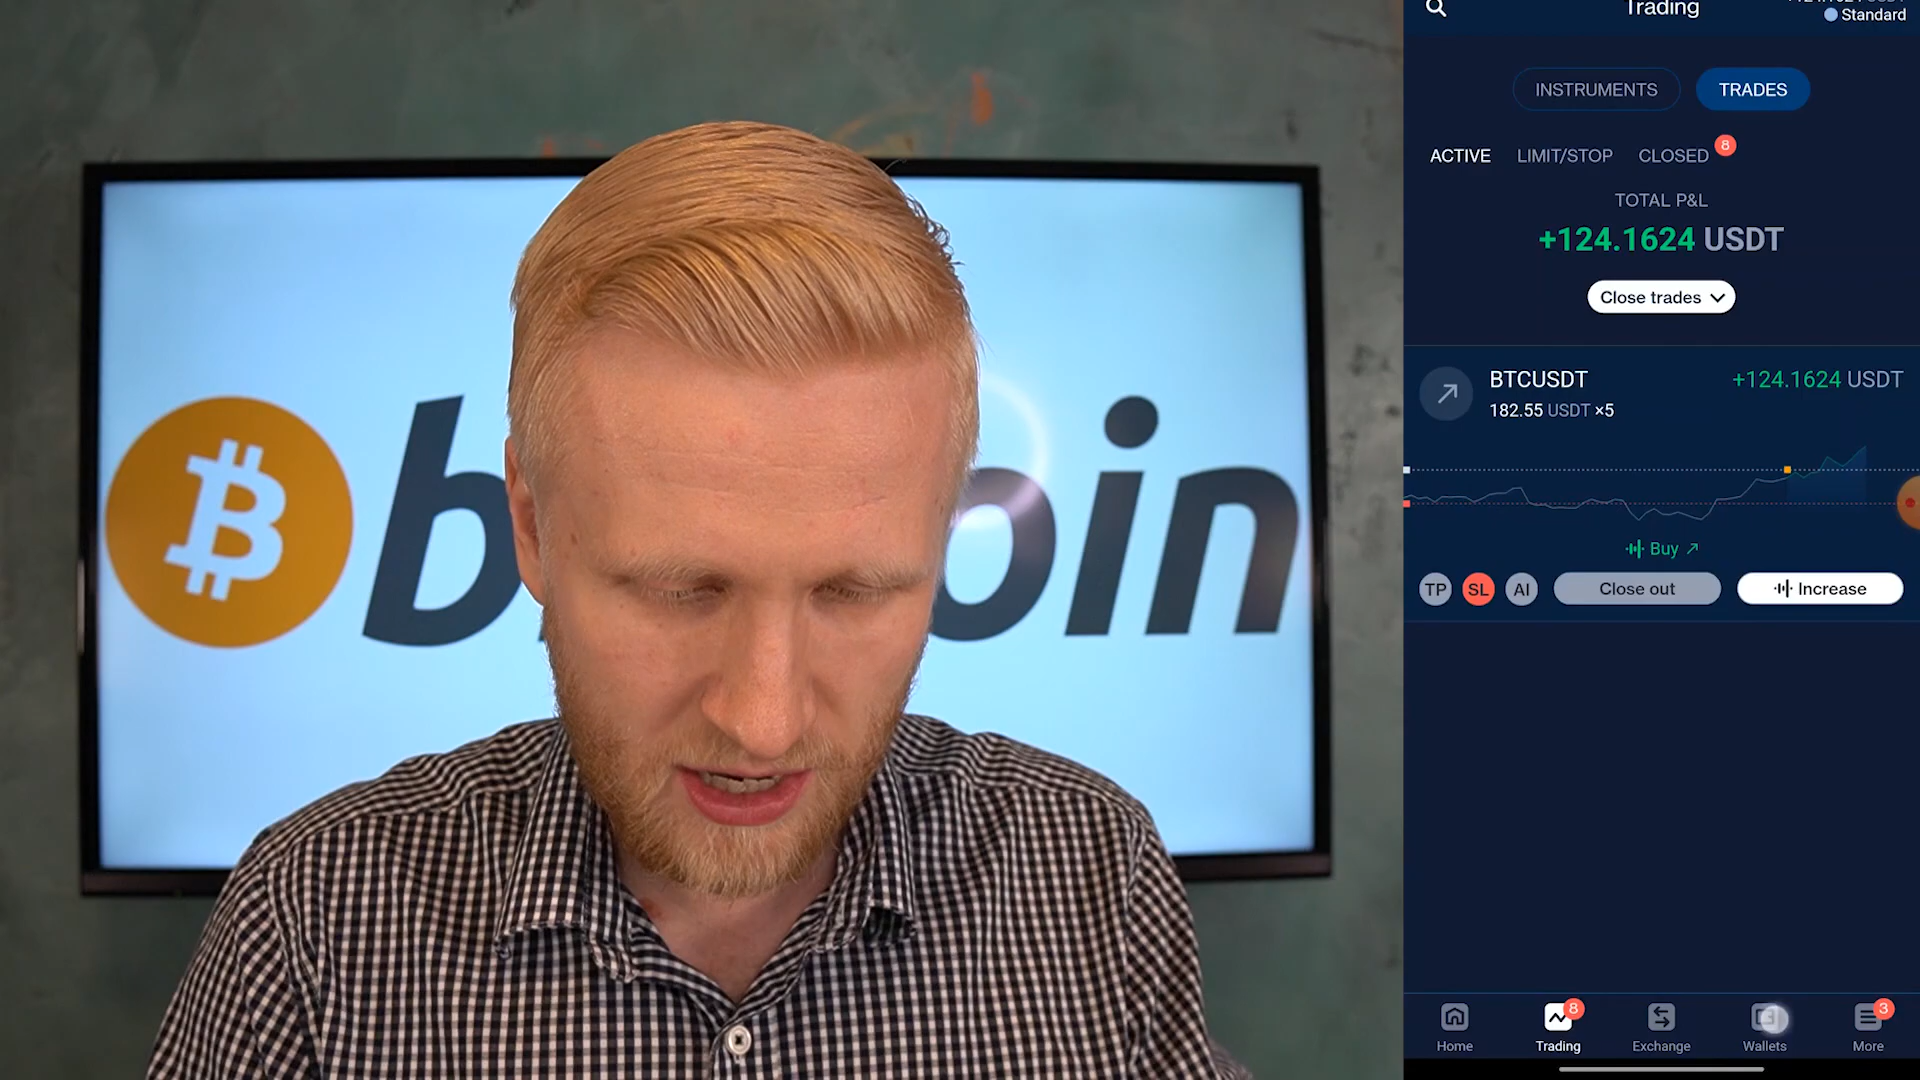 bitcoin
Trading
Standard
INSTRUMENTS
TRADES
ACTIVE
LIMIT/STOP
CLOSED
8
TOTAL P&L
+124.1624 USDT
Close trades
BTCUSDT
+124.1624 USDT
182.55 USDT ×5
Buy
TP
SL
AI
Close out
Increase
8
3
Home
Trading
Exchange
Wallets
More